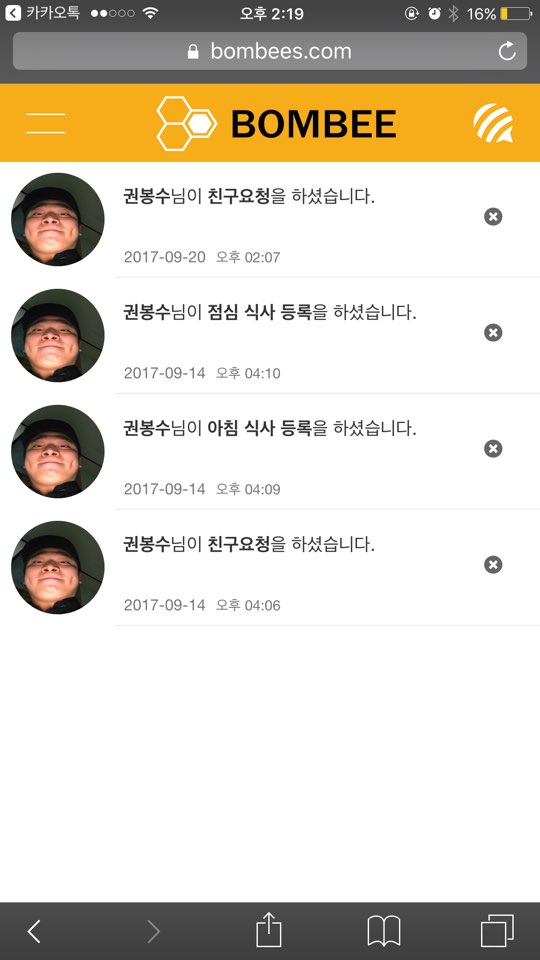 카카오톡 오후 2:19 16%
bombees.com
BOMBEE
권봉수님이 친구요청을 하셨습니다.
2017-09-20 오후 02:07
권봉수님이 점심 식사 등록을 하셨습니다.
2017-09-14 오후 04:10
권봉수님이 아침 식사 등록을 하셨습니다.
2017-09-14 오후 04:09
권봉수님이 친구요청을 하셨습니다.
2017-09-14 오후 04:06